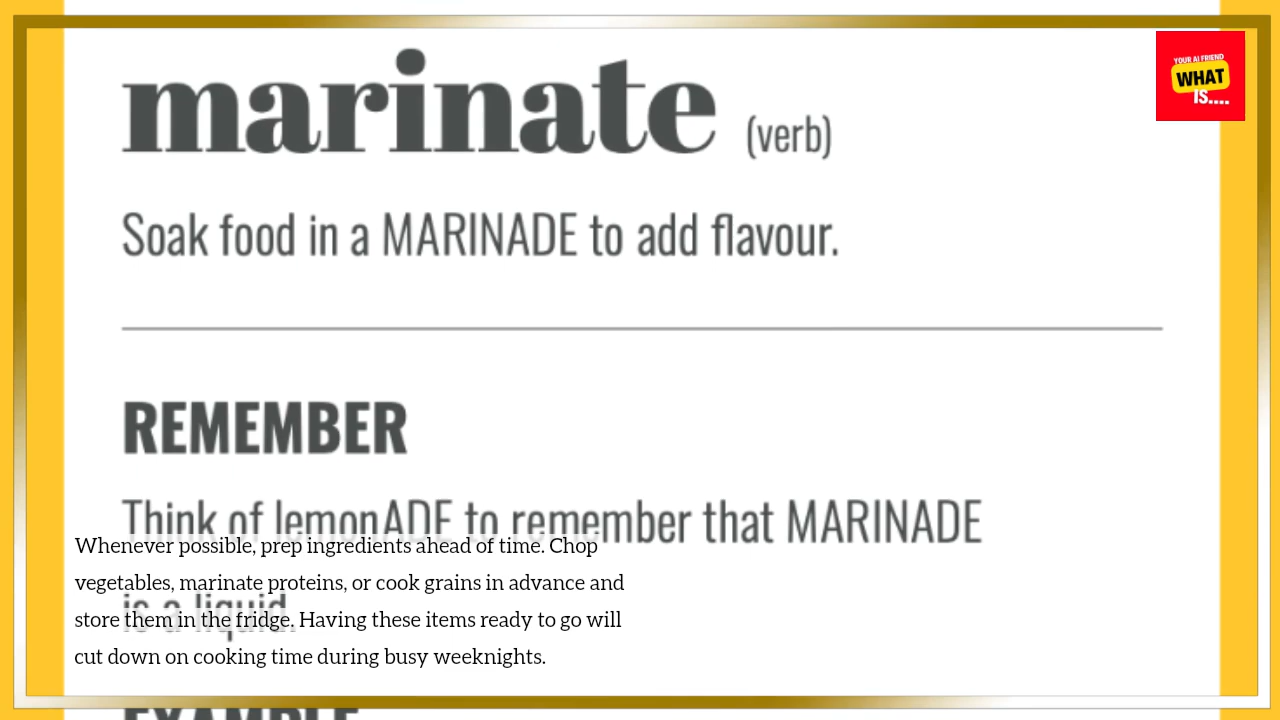 YOUR AI FRIEND
WHAT
IS....
marinate (verb)
Soak food in a MARINADE to add flavour.
REMEMBER
Think of lemonADE to remember that MARINADE
is a liquid.
Whenever possible, prep ingredients ahead of time. Chop
vegetables, marinate proteins, or cook grains in advance and
store them in the fridge. Having these items ready to go will
cut down on cooking time during busy weeknights.
EXAMPLE